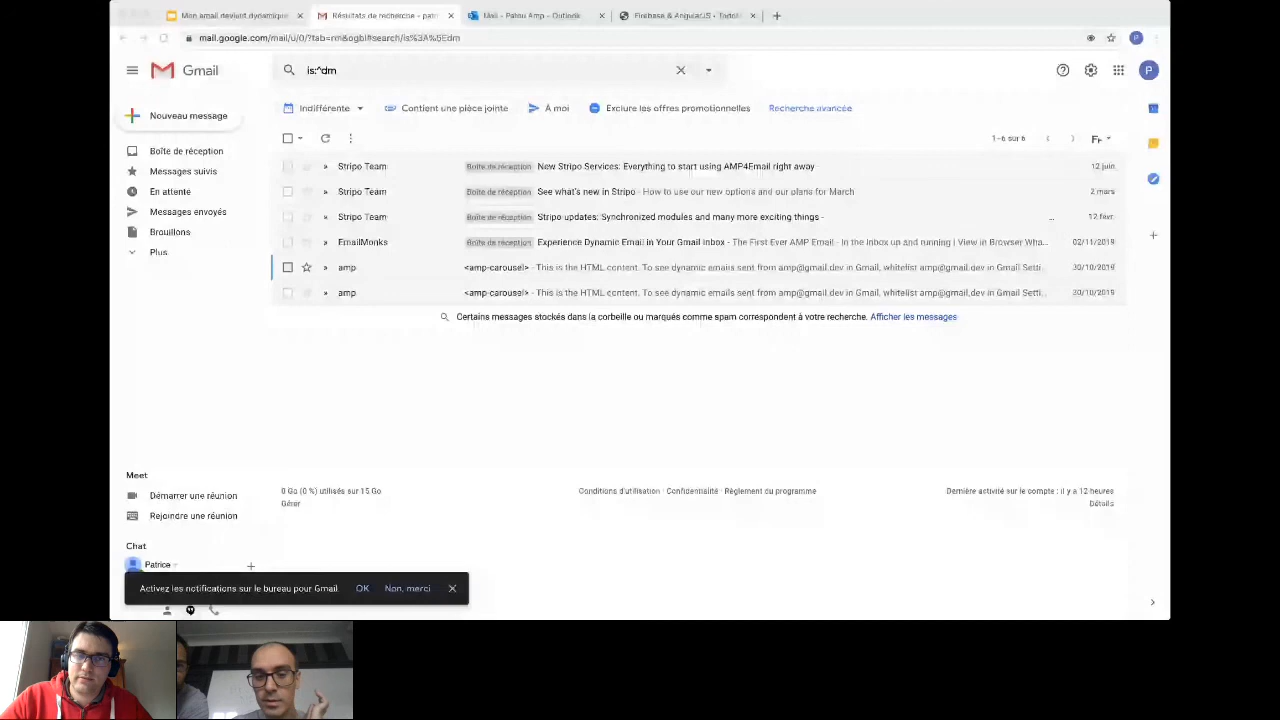 Mon email devient dynamique
Résultats de recherche - patr
Mail - Patou Amp - Outlook
Firebase & AngularJS - TodoM
mail.google.com/mail/u/0/?tab=rm&ogbl#search/is%3A%5Edm
P
Gmail
is:^dm
P
Indifférente
Contient une pièce jointe
À moi
Exclure les offres promotionnelles
Recherche avancée
Nouveau message
1–6 sur 6
Boîte de réception
Messages suivis
En attente
Messages envoyés
Brouillons
Plus
Stripo Team Boîte de réception New Stripo Services: Everything to start using AMP4Email right away 12 juin
Stripo Team Boîte de réception See what's new in Stripo - How to use our new options and our plans for March 2 mars
Stripo Team Boîte de réception Stripo updates: Synchronized modules and many more exciting things - ... 12 févr.
EmailMonks Boîte de réception Experience Dynamic Email in Your Gmail Inbox - The First Ever AMP Email - In the Inbox up and running | View in Browser Wha... 02/11/2019
amp <amp-carousel> - This is the HTML content. To see dynamic emails sent from amp@gmail.dev in Gmail, whitelist amp@gmail.dev in Gmail Setti... 30/10/2019
amp <amp-carousel> - This is the HTML content. To see dynamic emails sent from amp@gmail.dev in Gmail, whitelist amp@gmail.dev in Gmail Setti... 30/10/2019
Certains messages stockés dans la corbeille ou marqués comme spam correspondent à votre recherche. Afficher les messages
Meet
Démarrer une réunion
Rejoindre une réunion
0 Go (0 %) utilisés sur 15 Go
Gérer
Conditions d'utilisation · Confidentialité · Règlement du programme
Dernière activité sur le compte : il y a 12 heures
Détails
Chat
Patrice
Activez les notifications sur le bureau pour Gmail. OK Non, merci